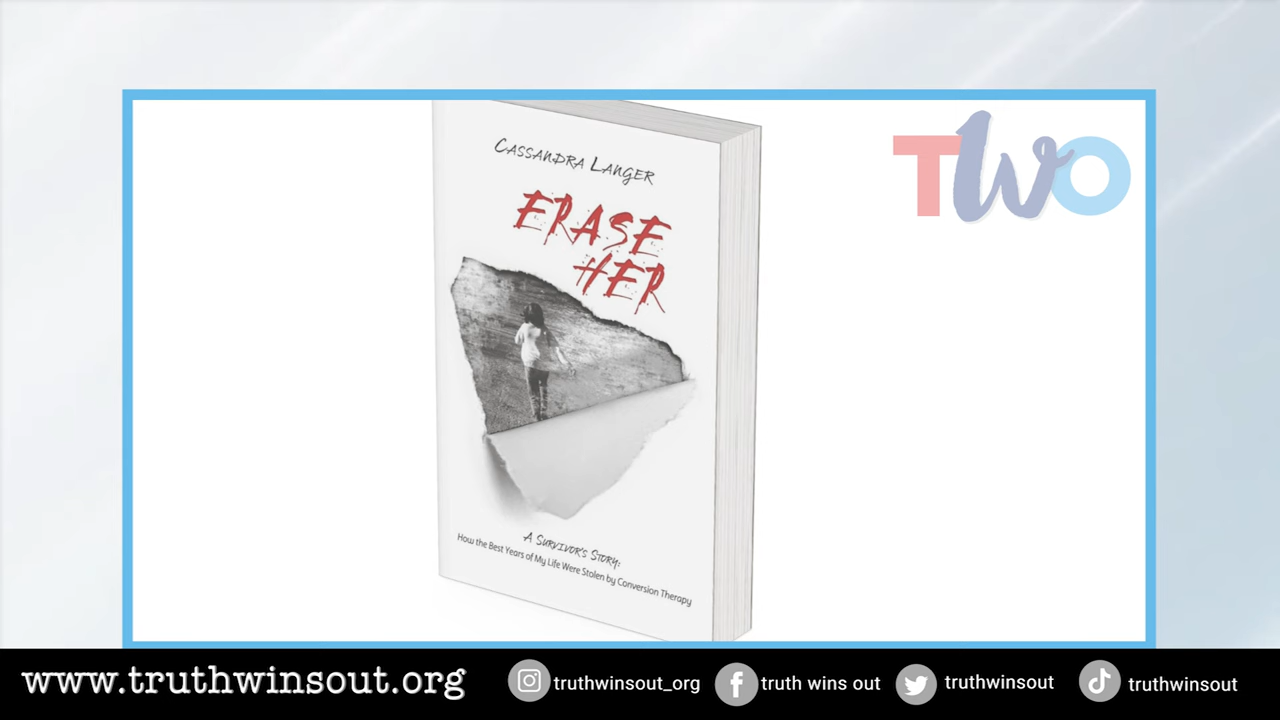 CASSANDRA LANGER
ERASE
HER
A SURVIVOR'S STORY:
How the Best Years of My Life Were Stolen by Conversion Therapy
TWO
www.truthwinsout.org
truthwinsout_org
truth wins out
truthwinsout
truthwinsout